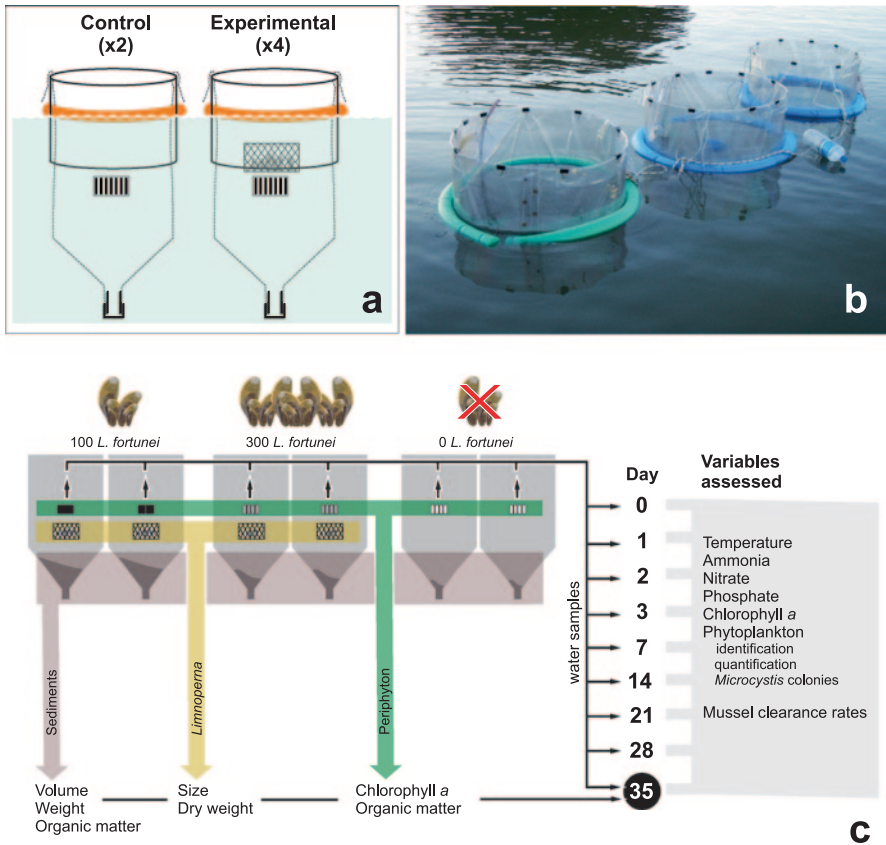 Control
(x2)
Experimental
(x4)
a
b
100 L. fortunei
300 L. fortunei
0 L. fortunei
Day
Variables
assessed
0
1
2
3
7
14
21
28
35
Temperature
Ammonia
Nitrate
Phosphate
Chlorophyll a
Phytoplankton
identification
quantification
Microcystis colonies
Mussel clearance rates
water samples
Sediments
Limnoperna
Periphyton
Volume
Weight
Organic matter
Size
Dry weight
Chlorophyll a
Organic matter
c